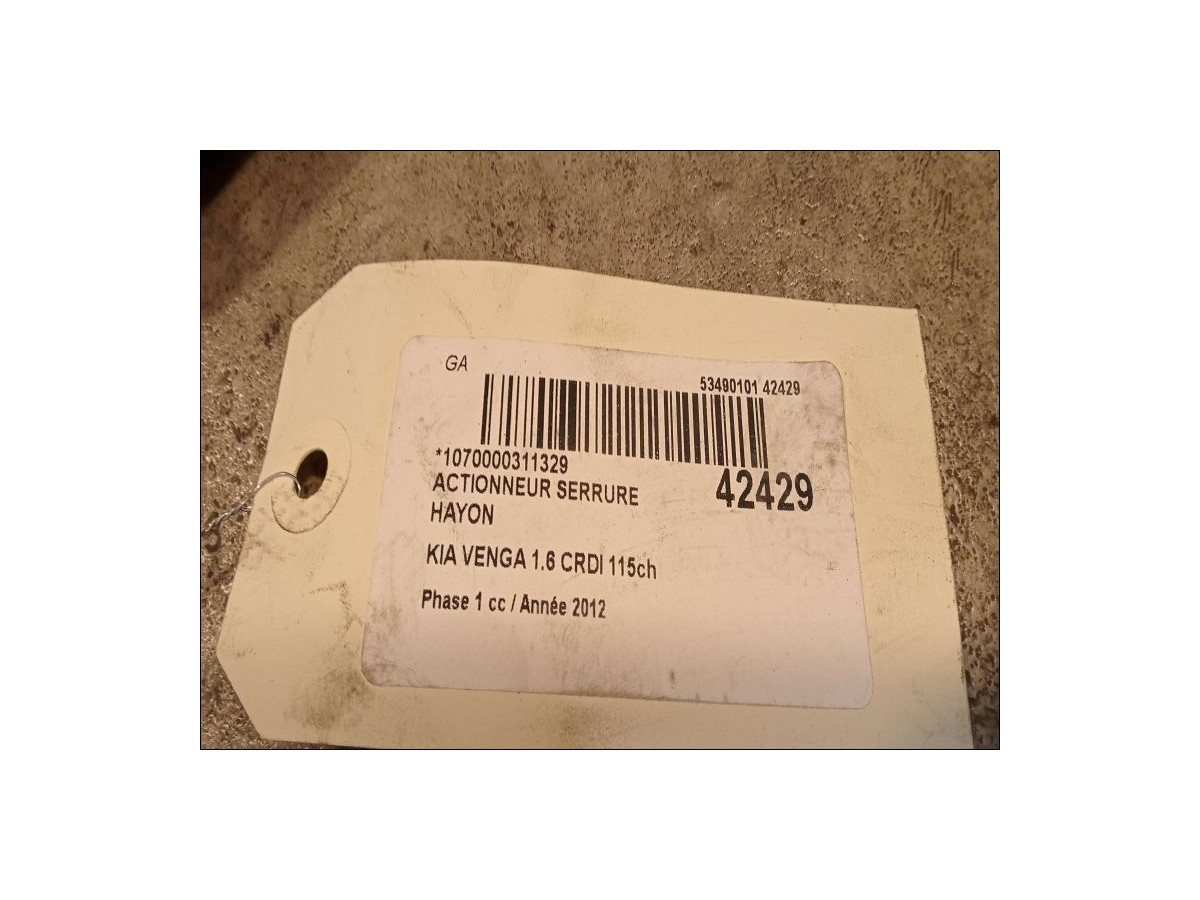 GA
53490101 42429
*1070000311329
ACTIONNEUR SERRURE
42429
HAYON
KIA VENGA 1.6 CRDI 115ch
Phase 1 cc / Année 2012